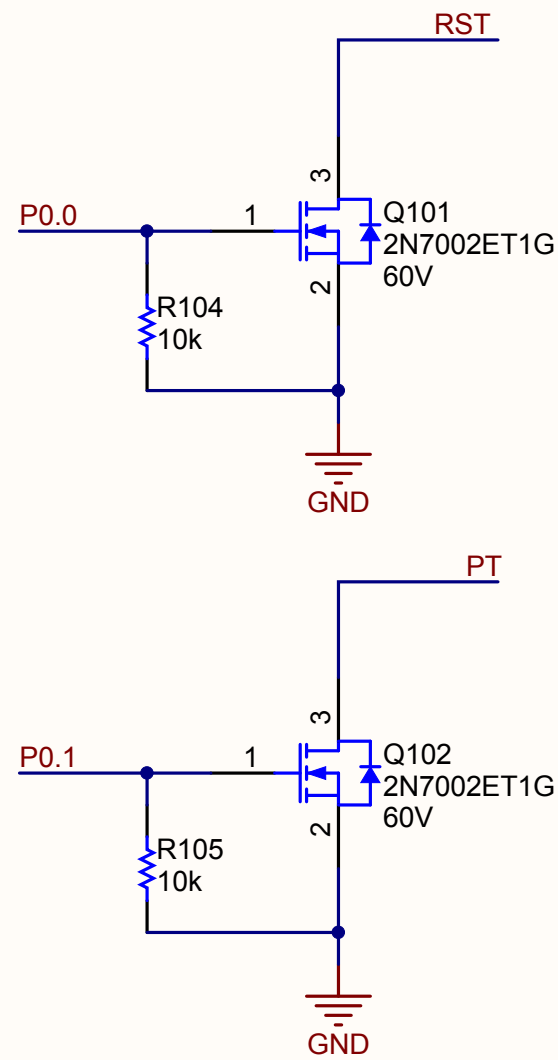 RST
3
P0.0
1
Q101
2N7002ET1G
60V
2
R104
10k
GND
PT
3
P0.1
1
Q102
2N7002ET1G
60V
2
R105
10k
GND